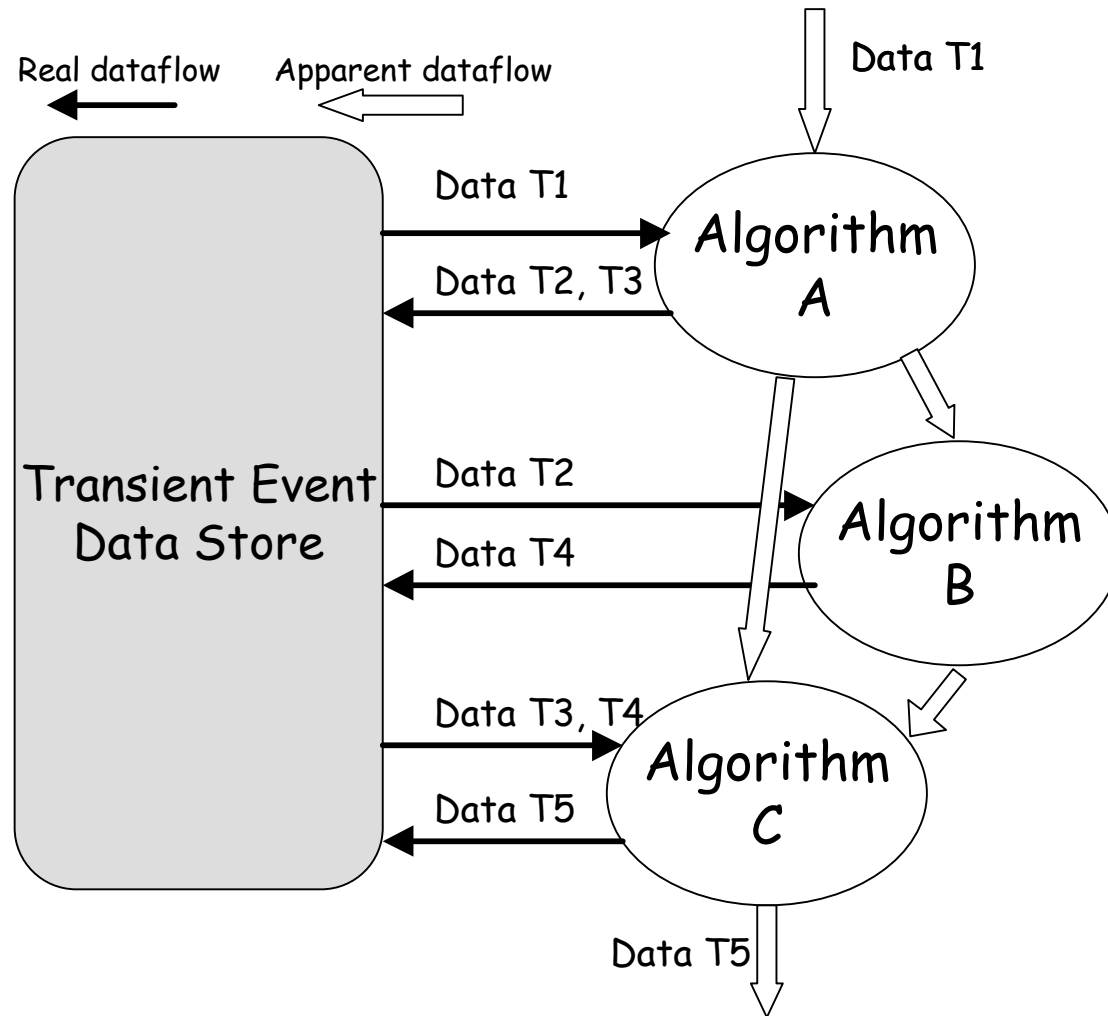 Data T1
Real dataflow
Apparent dataflow
Data T1
Algorithm
A
Data T2, T3
Transient Event
Data Store
Data T2
Algorithm
B
Data T4
Data T3, T4
Algorithm
C
Data T5
Data T5